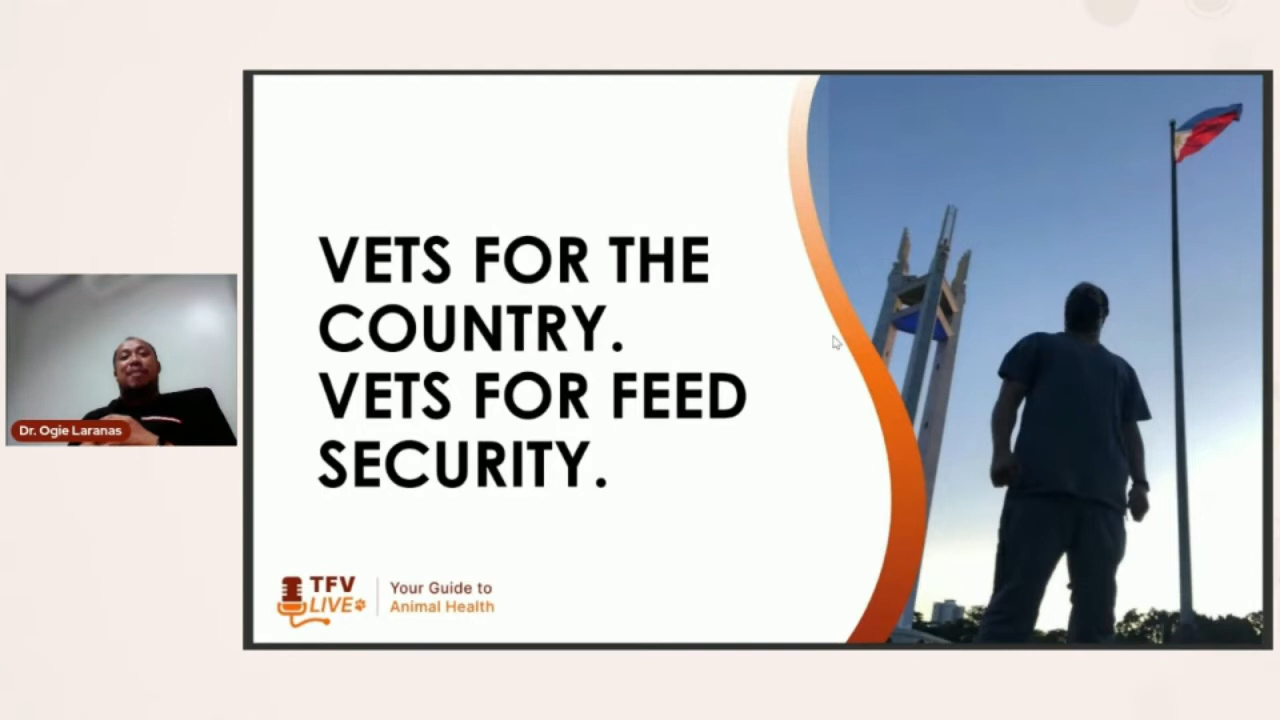 VETS FOR THE
COUNTRY.
VETS FOR FEED
SECURITY.
Dr. Ogie Laranas
TFV
LIVE
Your Guide to
Animal Health